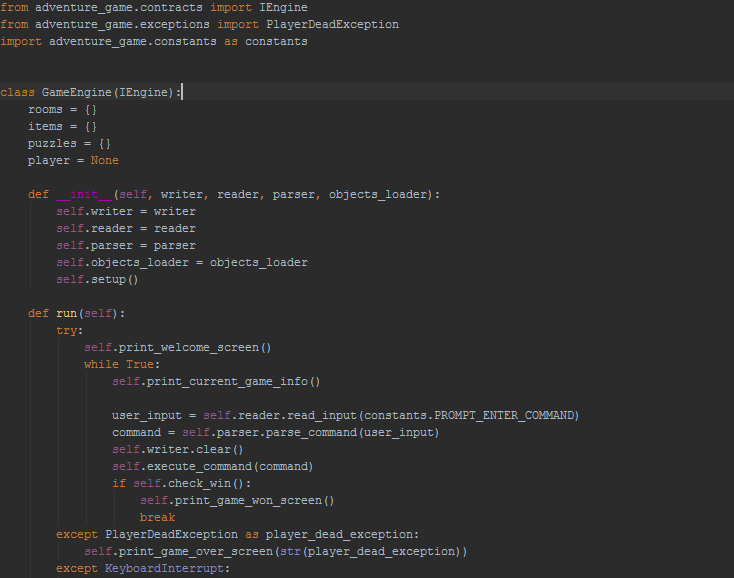 from adventure_game.contracts import IEngine
from adventure_game.exceptions import PlayerDeadException
import adventure_game.constants as constants
class GameEngine(IEngine):
    rooms = {}
    items = {}
    puzzles = {}
    player = None
    def __init__(self, writer, reader, parser, objects_loader):
        self.writer = writer
        self.reader = reader
        self.parser = parser
        self.objects_loader = objects_loader
        self.setup()
    def run(self):
        try:
            self.print_welcome_screen()
            while True:
                self.print_current_game_info()
                user_input = self.reader.read_input(constants.PROMPT_ENTER_COMMAND)
                command = self.parser.parse_command(user_input)
                self.writer.clear()
                self.execute_command(command)
                if self.check_win():
                    self.print_game_won_screen()
                    break
        except PlayerDeadException as player_dead_exception:
            self.print_game_over_screen(str(player_dead_exception))
        except KeyboardInterrupt: